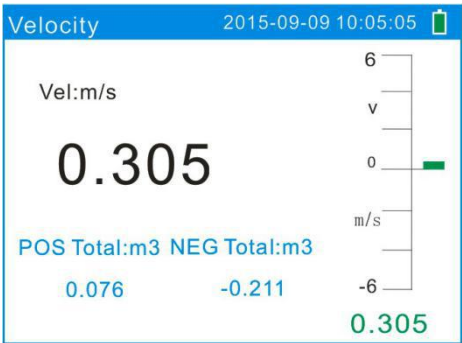 Velocity 2015-09-09 10:05:05
6
Vel:m/s
v
0.305
0
m/s
POS Total:m3 NEG Total:m3
0.076 -0.211
-6
0.305